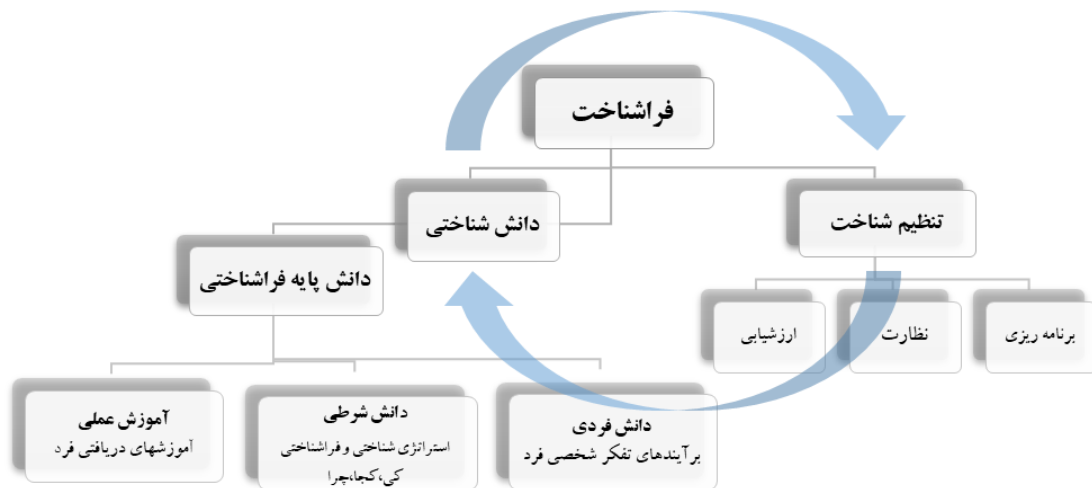 فراشناخت
تنظیم شناخت
دانش شناختی
دانش پایه فراشناختی
برنامه ریزی
نظارت
ارزشیابی
دانش فردی
برآیندهای تفکر شخصی فرد
دانش شرطی
استراتژی شناختی و فراشناختی
کی،کجا،چرا
آموزش عملی
آموزشهای دریافتی فرد